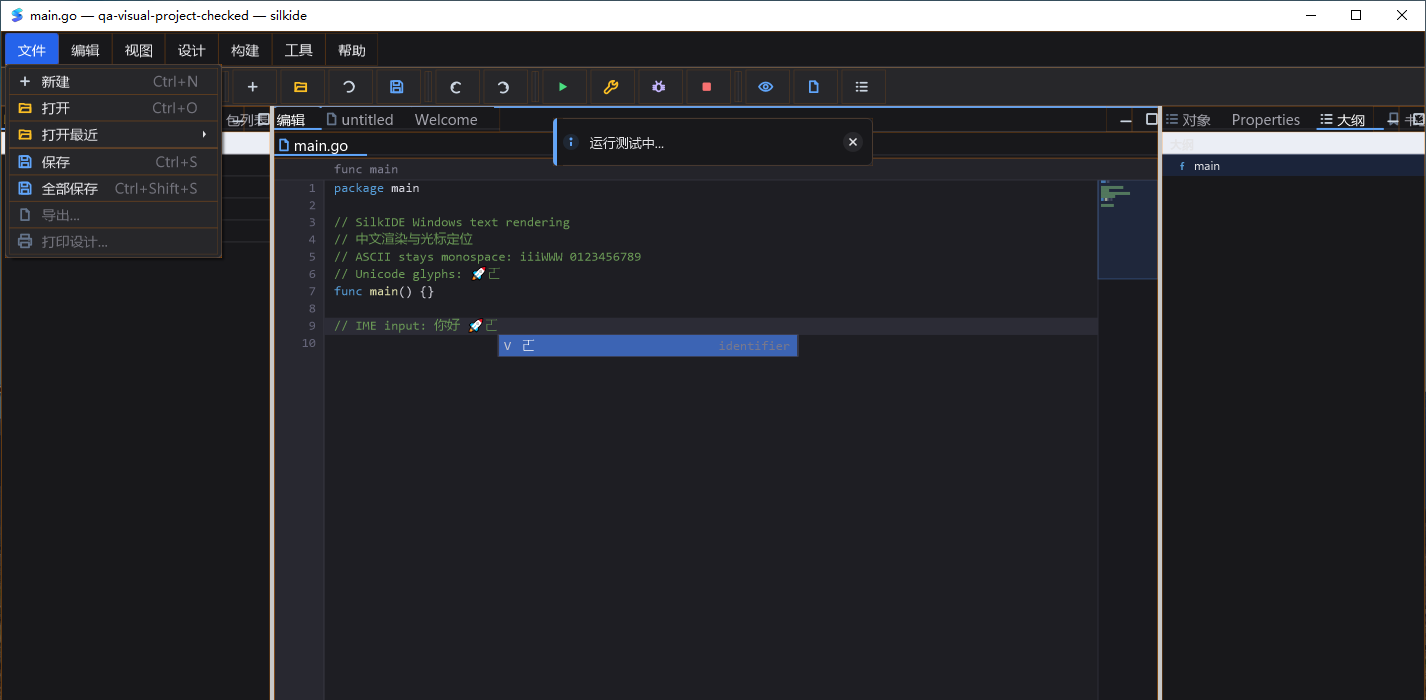 main.go — qa-visual-project-checked — silkide
文件 编辑 视图 设计 构建 工具 帮助
新建 Ctrl+N
打开 Ctrl+O
打开最近
保存 Ctrl+S
全部保存 Ctrl+Shift+S
导出...
打印设计...
包列
编辑 untitled Welcome
main.go
运行测试中...
func main
1 package main
2
3 // SilkIDE Windows text rendering
4 // 中文渲染与光标定位
5 // ASCII stays monospace: iiiWWW 0123456789
6 // Unicode glyphs: 🚀
7 func main() {}
8
9 // IME input: 你好 🚀
10
V identifier
对象 Properties 大纲
大纲
f main